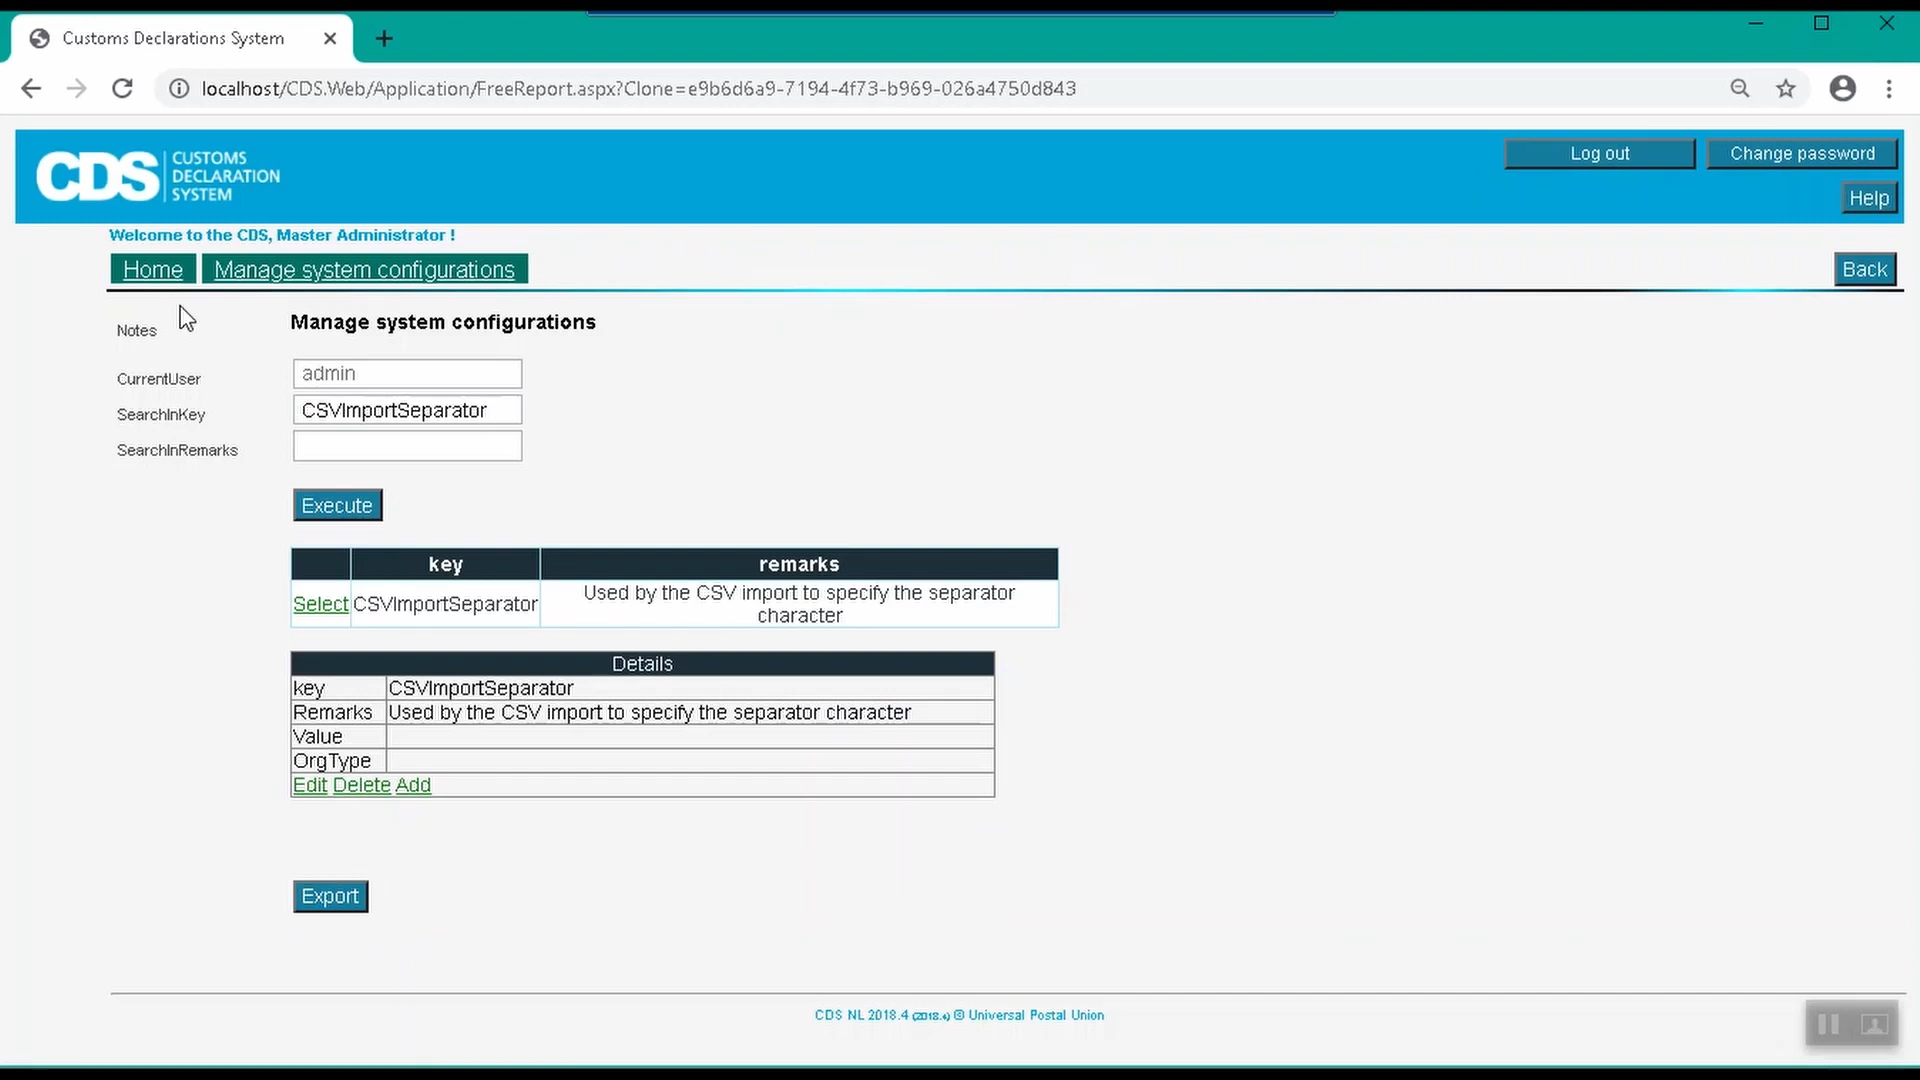 Customs Declarations System
localhost/CDS.Web/Application/FreeReport.aspx?Clone=e9b6d6a9-7194-4f73-b969-026a4750d843
CDS CUSTOMS
DECLARATION
SYSTEM
Log out Change password
Help
Welcome to the CDS, Master Administrator !
Home Manage system configurations Back
Notes Manage system configurations
CurrentUser admin
SearchInKey CSVImportSeparator
SearchInRemarks
Execute
key remarks
Select CSVImportSeparator Used by the CSV import to specify the separator
character
Details
key CSVImportSeparator
Remarks Used by the CSV import to specify the separator character
Value
OrgType
Edit Delete Add
Export
CDS NL 2018.4 (2018.4) © Universal Postal Union